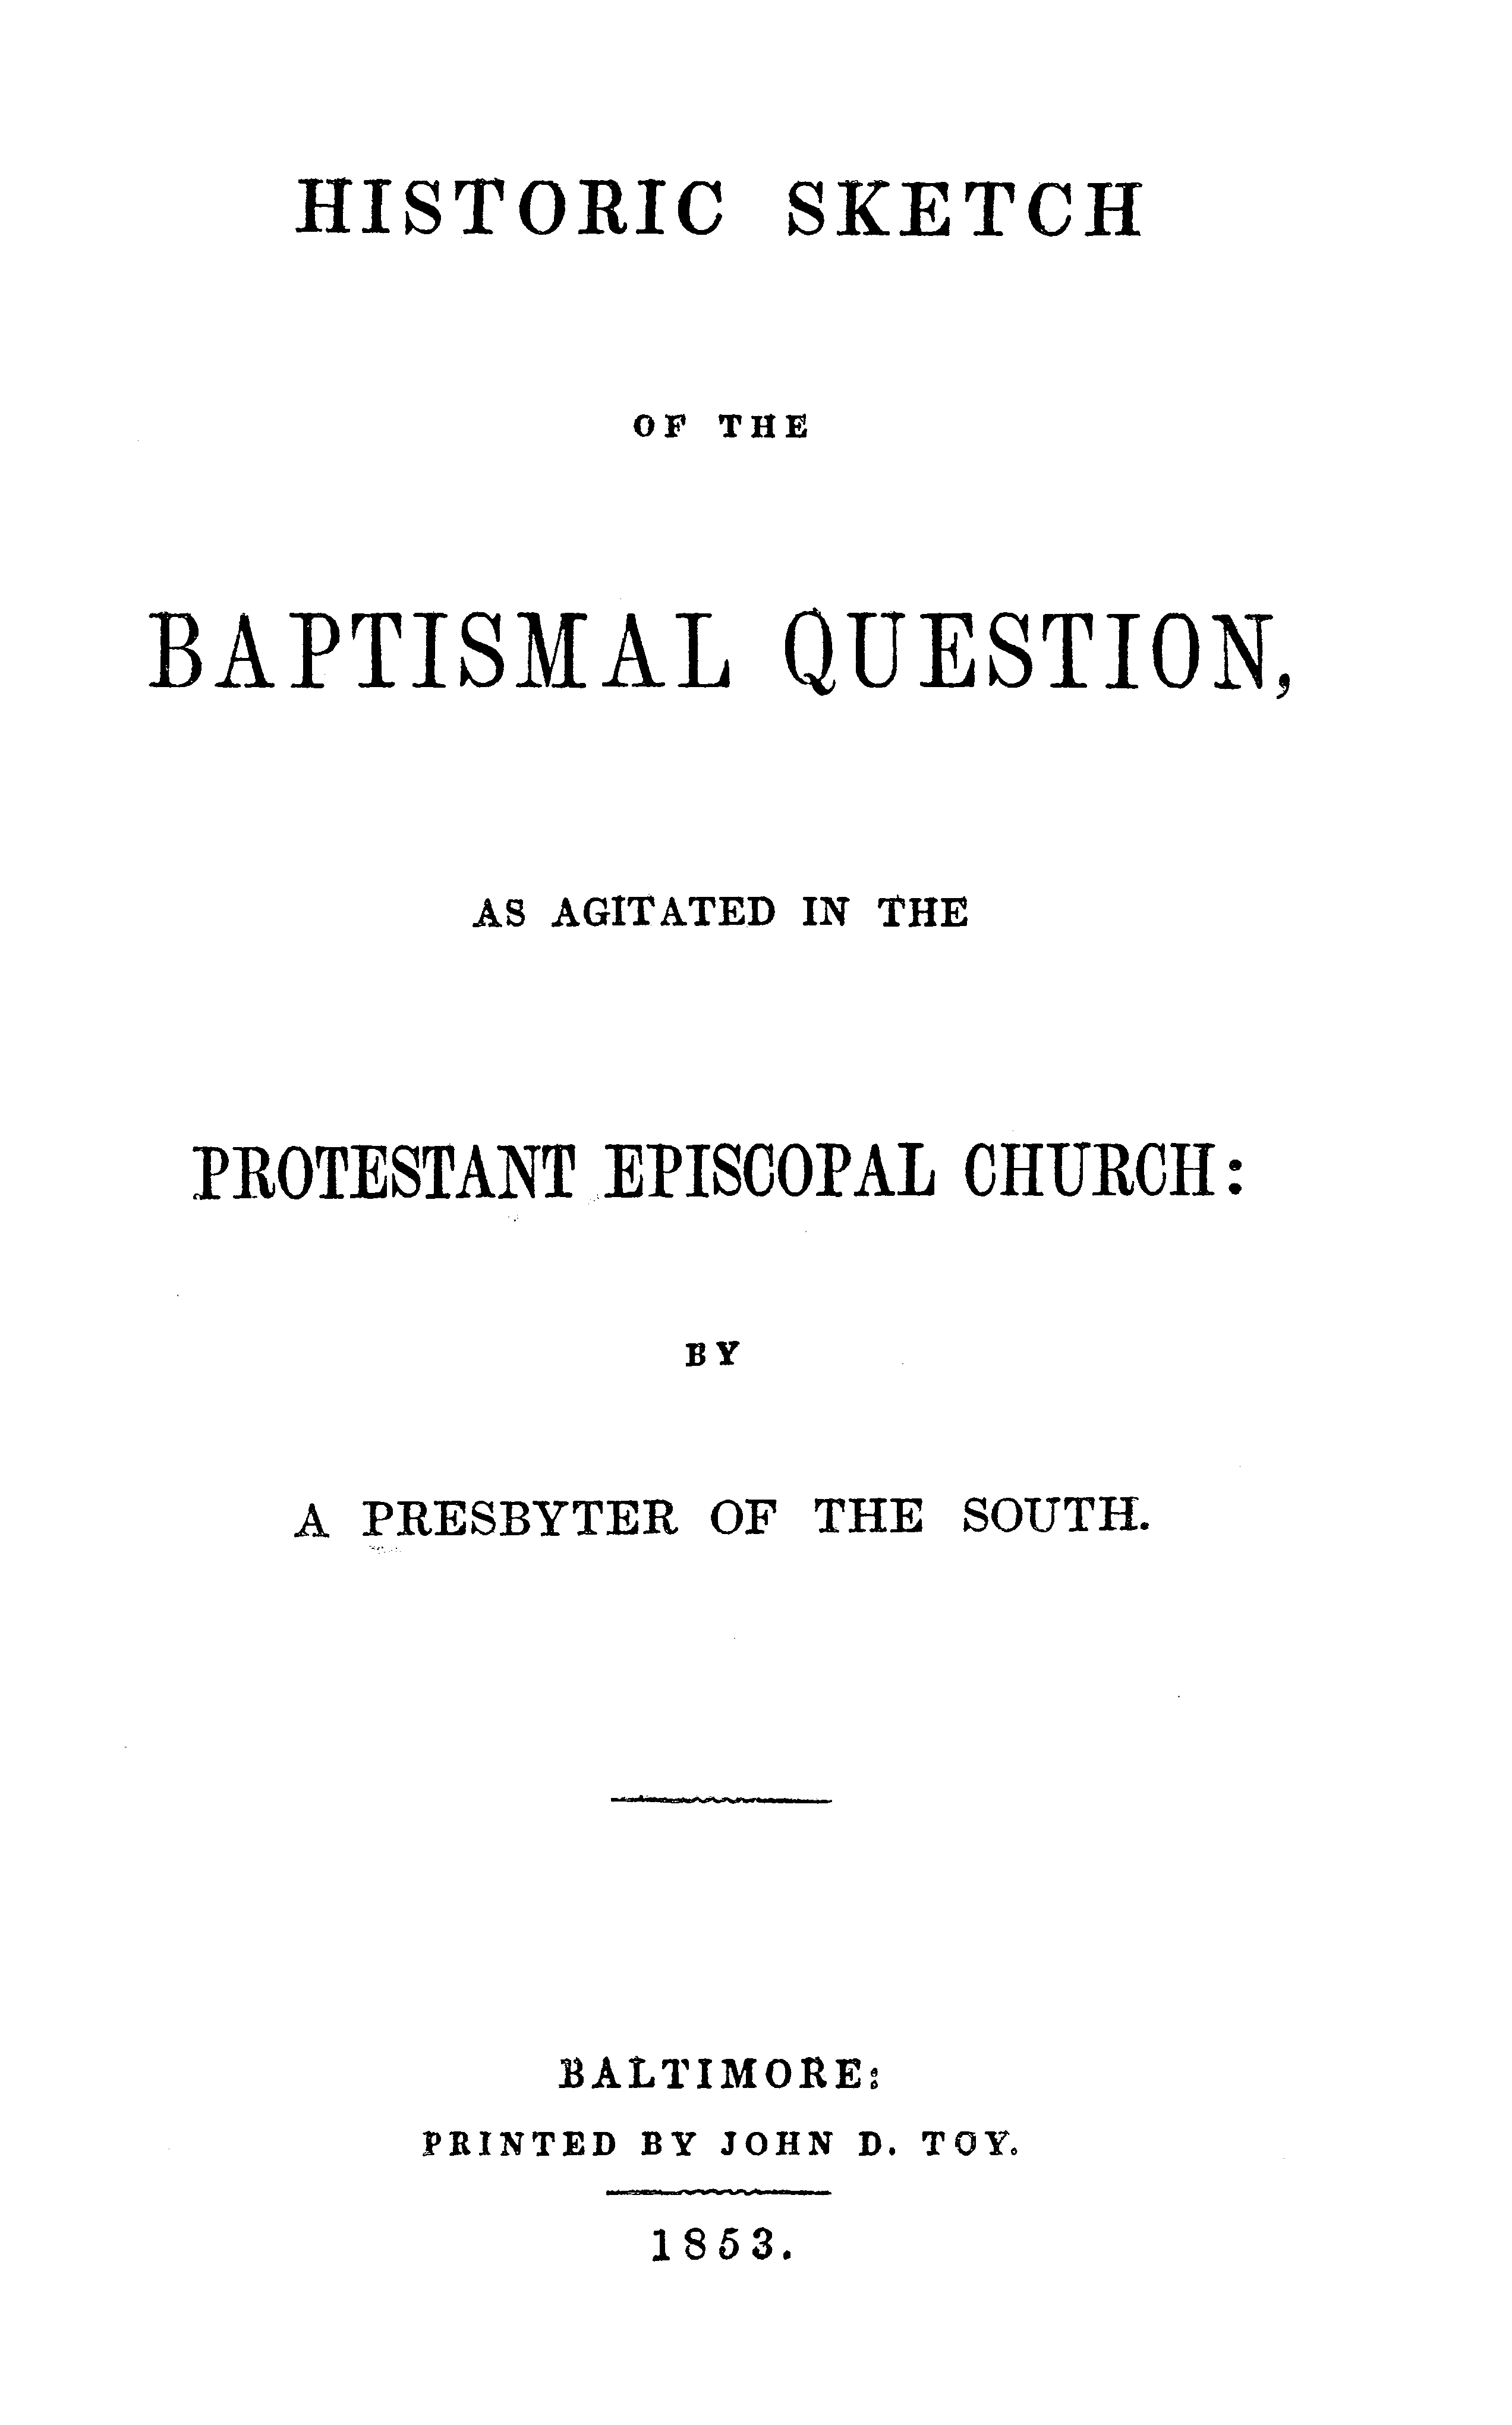 HISTORIC SKETCH
OF THE
BAPTISMAL QUESTION,
AS AGITATED IN THE
PROTESTANT EPISCOPAL CHURCH:
BY
A PRESBYTER OF THE SOUTH.
BALTIMORE:
PRINTED BY JOHN D. TOY.
1853.